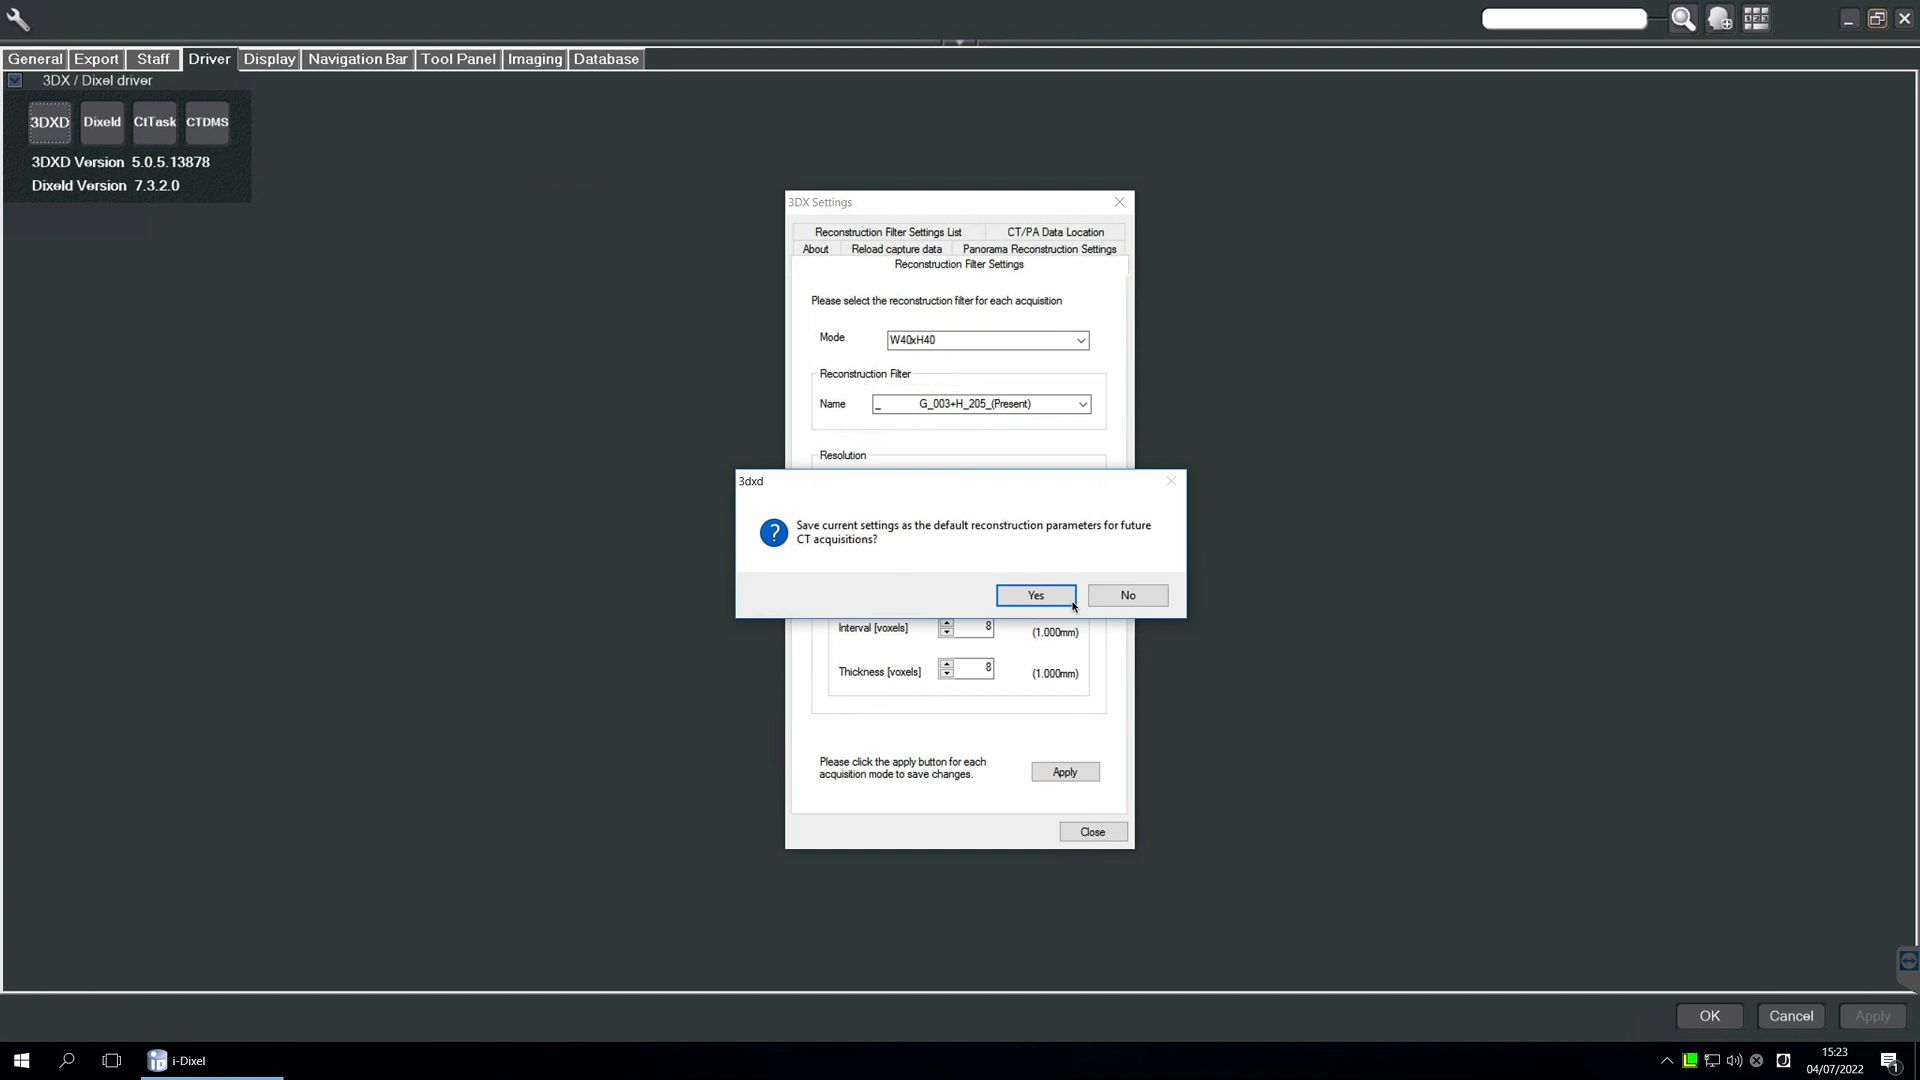 General Export Staff Driver Display Navigation Bar Tool Panel Imaging Database
3DX / Dixel driver
3DXD Dixeld CtTask CTDMS
3DXD Version 5.0.5.13878
Dixeld Version 7.3.2.0
3DX Settings
Reconstruction Filter Settings List CT/PA Data Location
About Reload capture data Panorama Reconstruction Settings
Reconstruction Filter Settings
Please select the reconstruction filter for each acquisition
Mode W40xH40
Reconstruction Filter
Name _ G_003+H_205_(Present)
Resolution
3dxd
Save current settings as the default reconstruction parameters for future
CT acquisitions?
Yes No
Interval [voxels] 8 (1.000mm)
Thickness [voxels] 8 (1.000mm)
Please click the apply button for each
acquisition mode to save changes.
Apply
Close
OK Cancel Apply
i-Dixel
15:23
04/07/2022
1